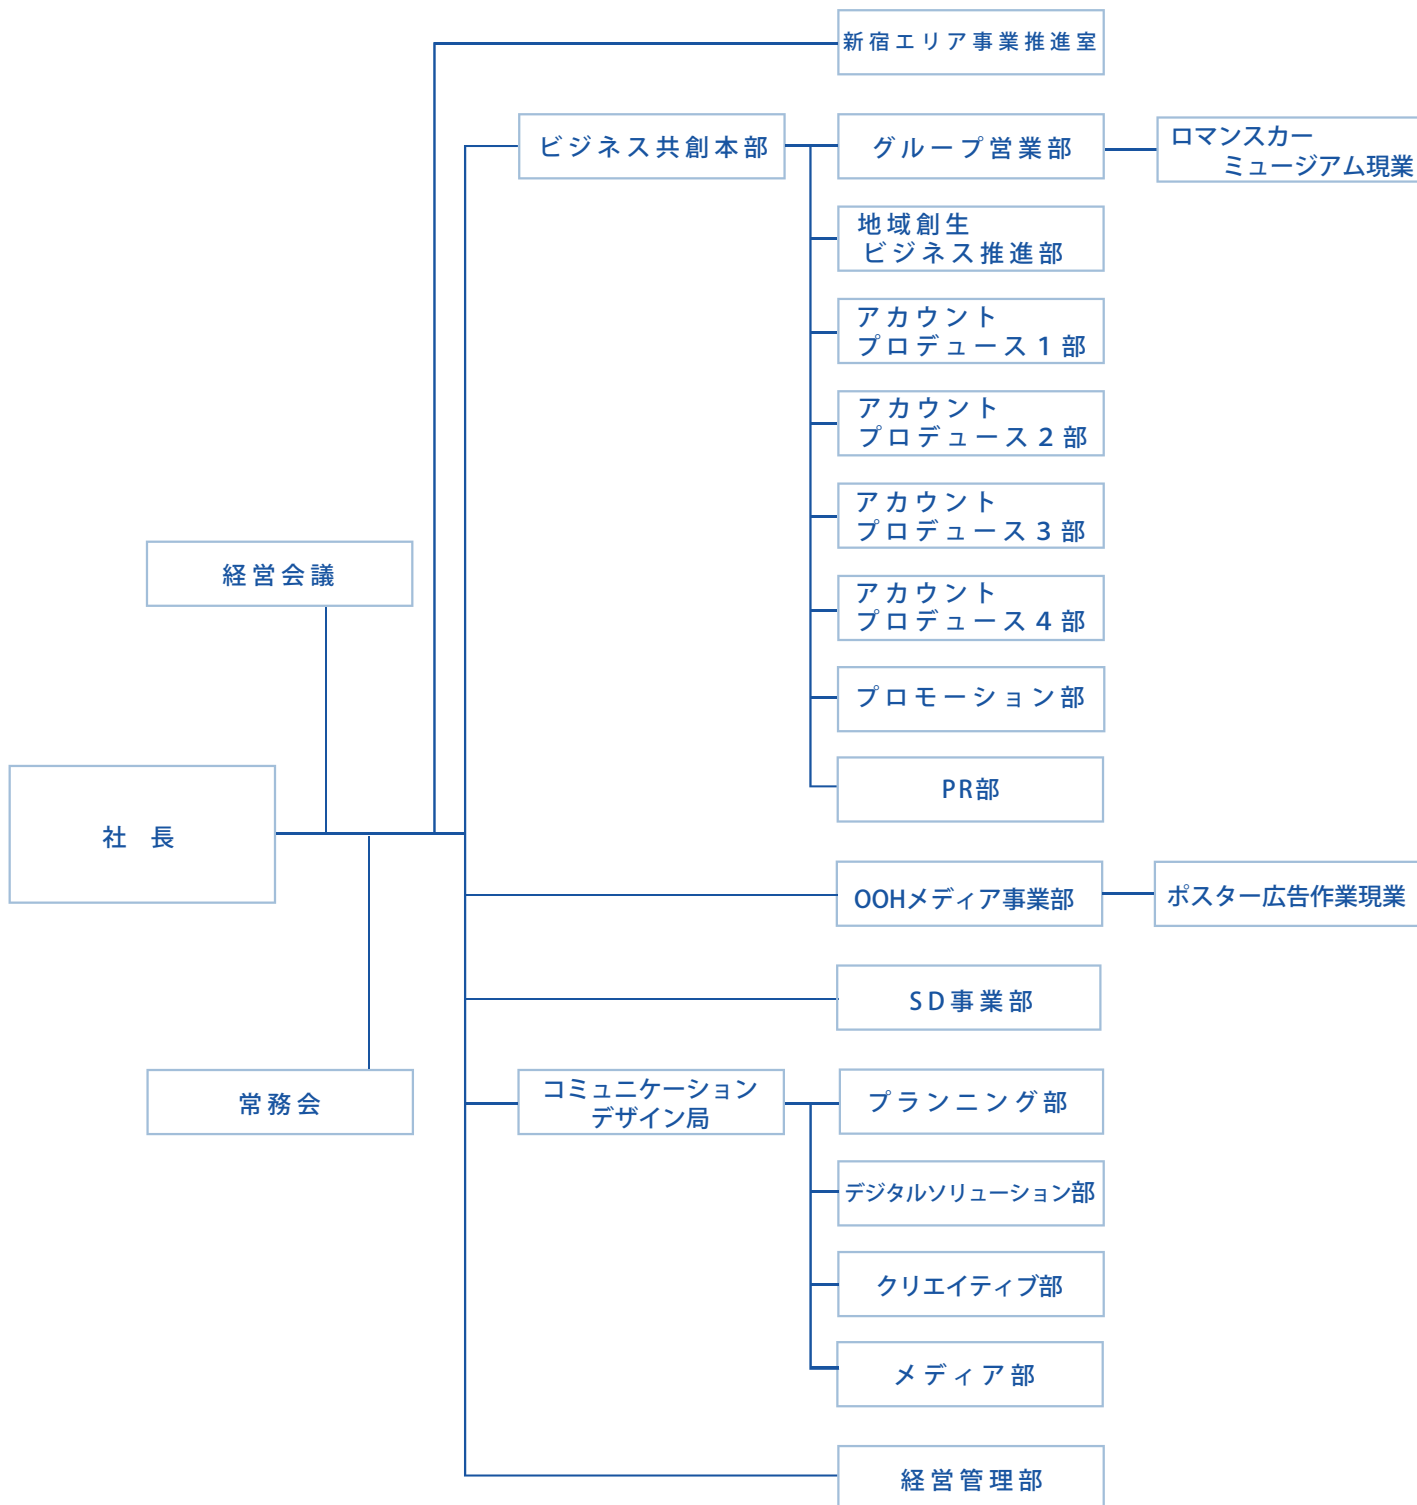 新宿エリア事業推進室
ビジネス共創本部
グループ営業部
ロマンスカー
ミュージアム現業
地域創生
ビジネス推進部
アカウント
プロデュース1部
アカウント
プロデュース2部
アカウント
プロデュース3部
アカウント
プロデュース4部
プロモーション部
PR部
経営会議
社 長
常務会
OOHメディア事業部
ポスター広告作業現業
SD事業部
コミュニケーション
デザイン局
プランニング部
デジタルソリューション部
クリエイティブ部
メディア部
経営管理部